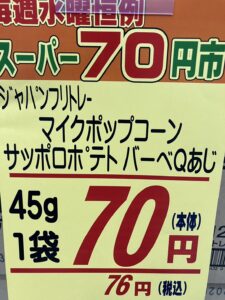 毎週水曜恒例
スーパー70円市
ジャパンフリトレー
マイクポップコーン
サッポロポテト バーベQあじ
45g
1袋 70円 (本体)
76円 (税込)